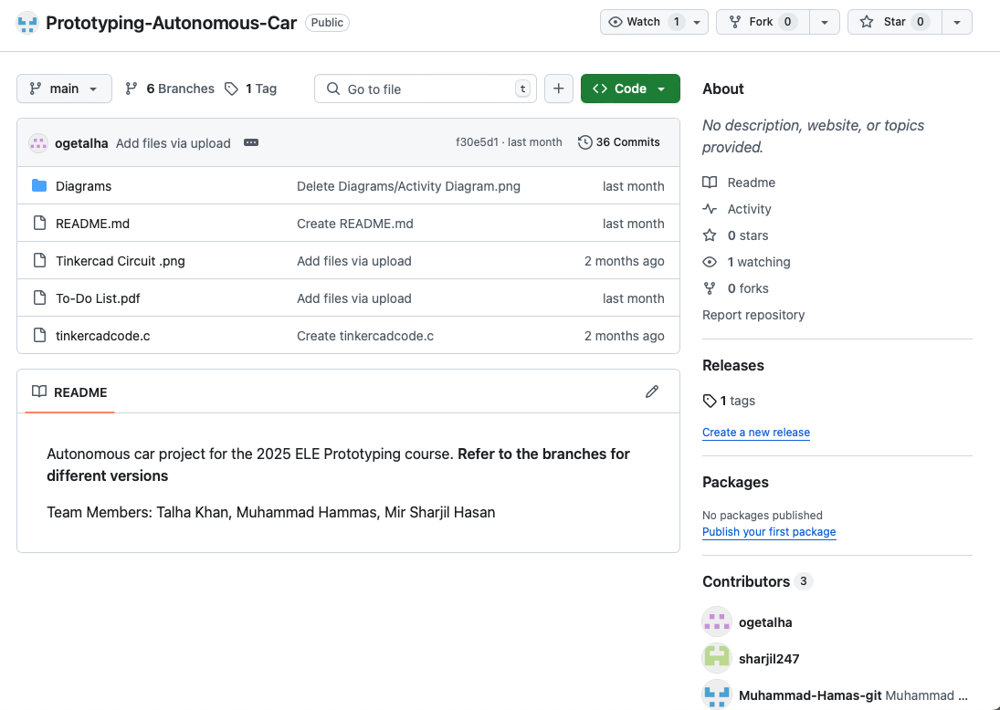 Prototyping-Autonomous-Car Public Watch 1 Fork 0 Star 0
main 6 Branches 1 Tag Go to file t + Code
ogetalha Add files via upload f30e5d1 · last month 36 Commits
Diagrams Delete Diagrams/Activity Diagram.png last month
README.md Create README.md last month
Tinkercad Circuit .png Add files via upload 2 months ago
To-Do List.pdf Add files via upload last month
tinkercadcode.c Create tinkercadcode.c 2 months ago
README
Autonomous car project for the 2025 ELE Prototyping course. Refer to the branches for
different versions
Team Members: Talha Khan, Muhammad Hammas, Mir Sharjil Hasan
About
No description, website, or topics
provided.
Readme
Activity
0 stars
1 watching
0 forks
Report repository
Releases
1 tags
Create a new release
Packages
No packages published
Publish your first package
Contributors 3
ogetalha
sharjil247
Muhammad-Hamas-git Muhammad ...